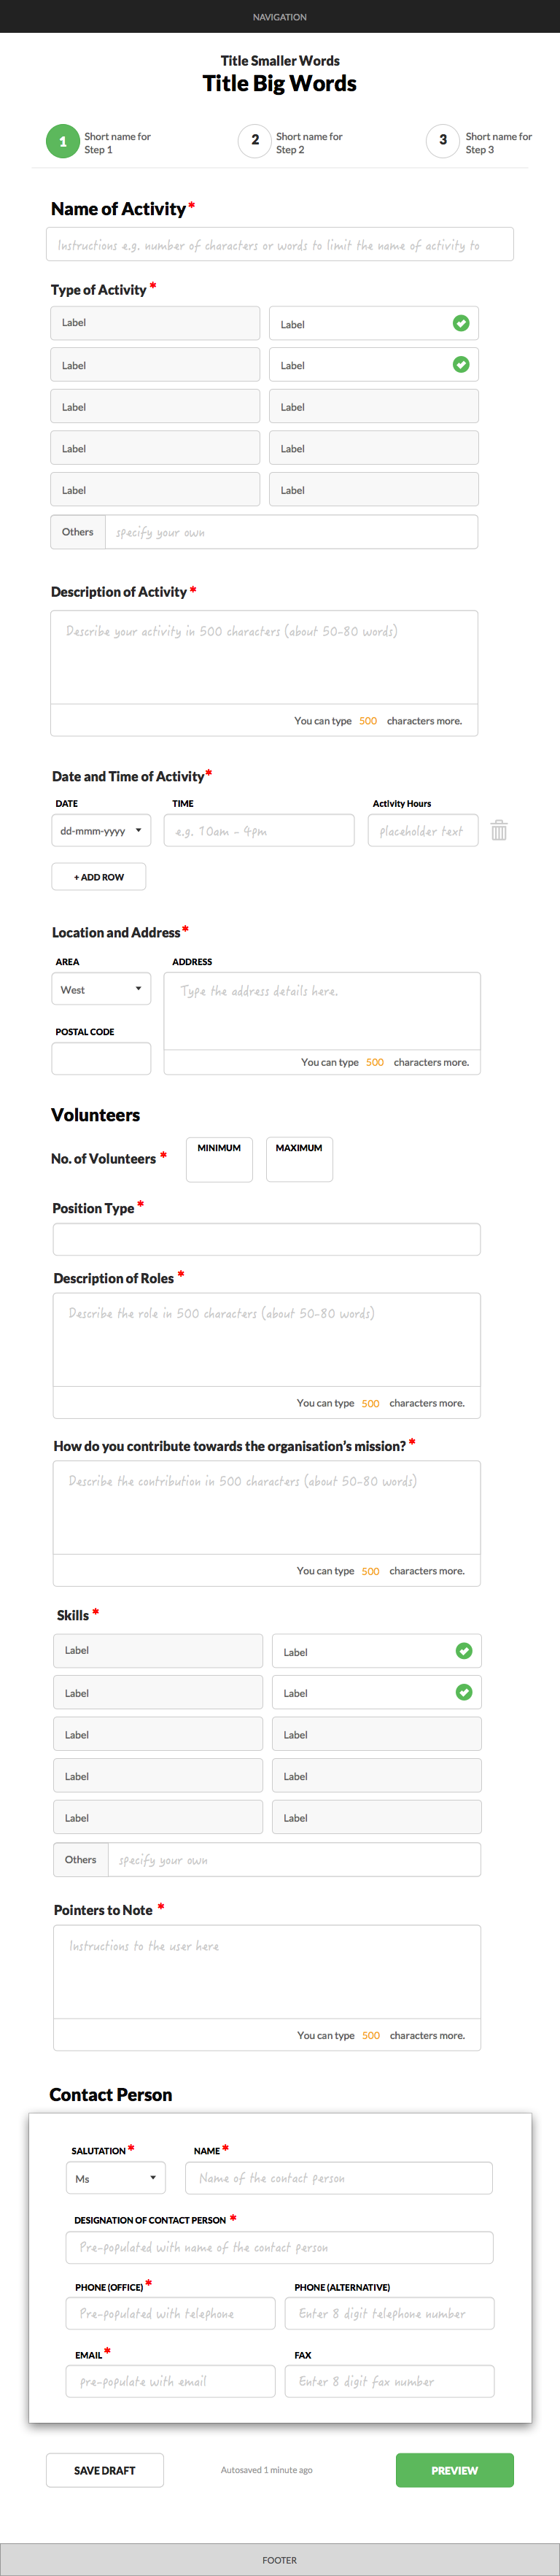 NAVIGATION
Title Smaller Words
Title Big Words
1
Short name for
Step 1
2
Short name for
Step 2
3
Short name for
Step 3
Name of Activity*
Instructions e.g. number of characters or words to limit the name of activity to
Type of Activity *
Label
Label
Label
Label
Label
Label
Label
Label
Label
Label
Others
specify your own
Description of Activity *
Describe your activity in 500 characters (about 50-80 words)
You can type 500 characters more.
Date and Time of Activity*
DATE
TIME
Activity Hours
dd-mmm-yyyy
e.g. 10am - 4pm
placeholder text
+ ADD ROW
Location and Address*
AREA
ADDRESS
West
Type the address details here.
POSTAL CODE
You can type 500 characters more.
Volunteers
No. of Volunteers *
MINIMUM
MAXIMUM
Position Type *
Description of Roles *
Describe the role in 500 characters (about 50-80 words)
You can type 500 characters more.
How do you contribute towards the organisation's mission? *
Describe the contribution in 500 characters (about 50-80 words)
You can type 500 characters more.
Skills *
Label
Label
Label
Label
Label
Label
Label
Label
Label
Label
Others
specify your own
Pointers to Note *
Instructions to the user here
You can type 500 characters more.
Contact Person
SALUTATION *
NAME *
Ms
Name of the contact person
DESIGNATION OF CONTACT PERSON *
Pre-populated with name of the contact person
PHONE (OFFICE) *
PHONE (ALTERNATIVE)
Pre-populated with telephone
Enter 8 digit telephone number
EMAIL *
FAX
pre-populate with email
Enter 8 digit fax number
SAVE DRAFT
Autosaved 1 minute ago
PREVIEW
FOOTER